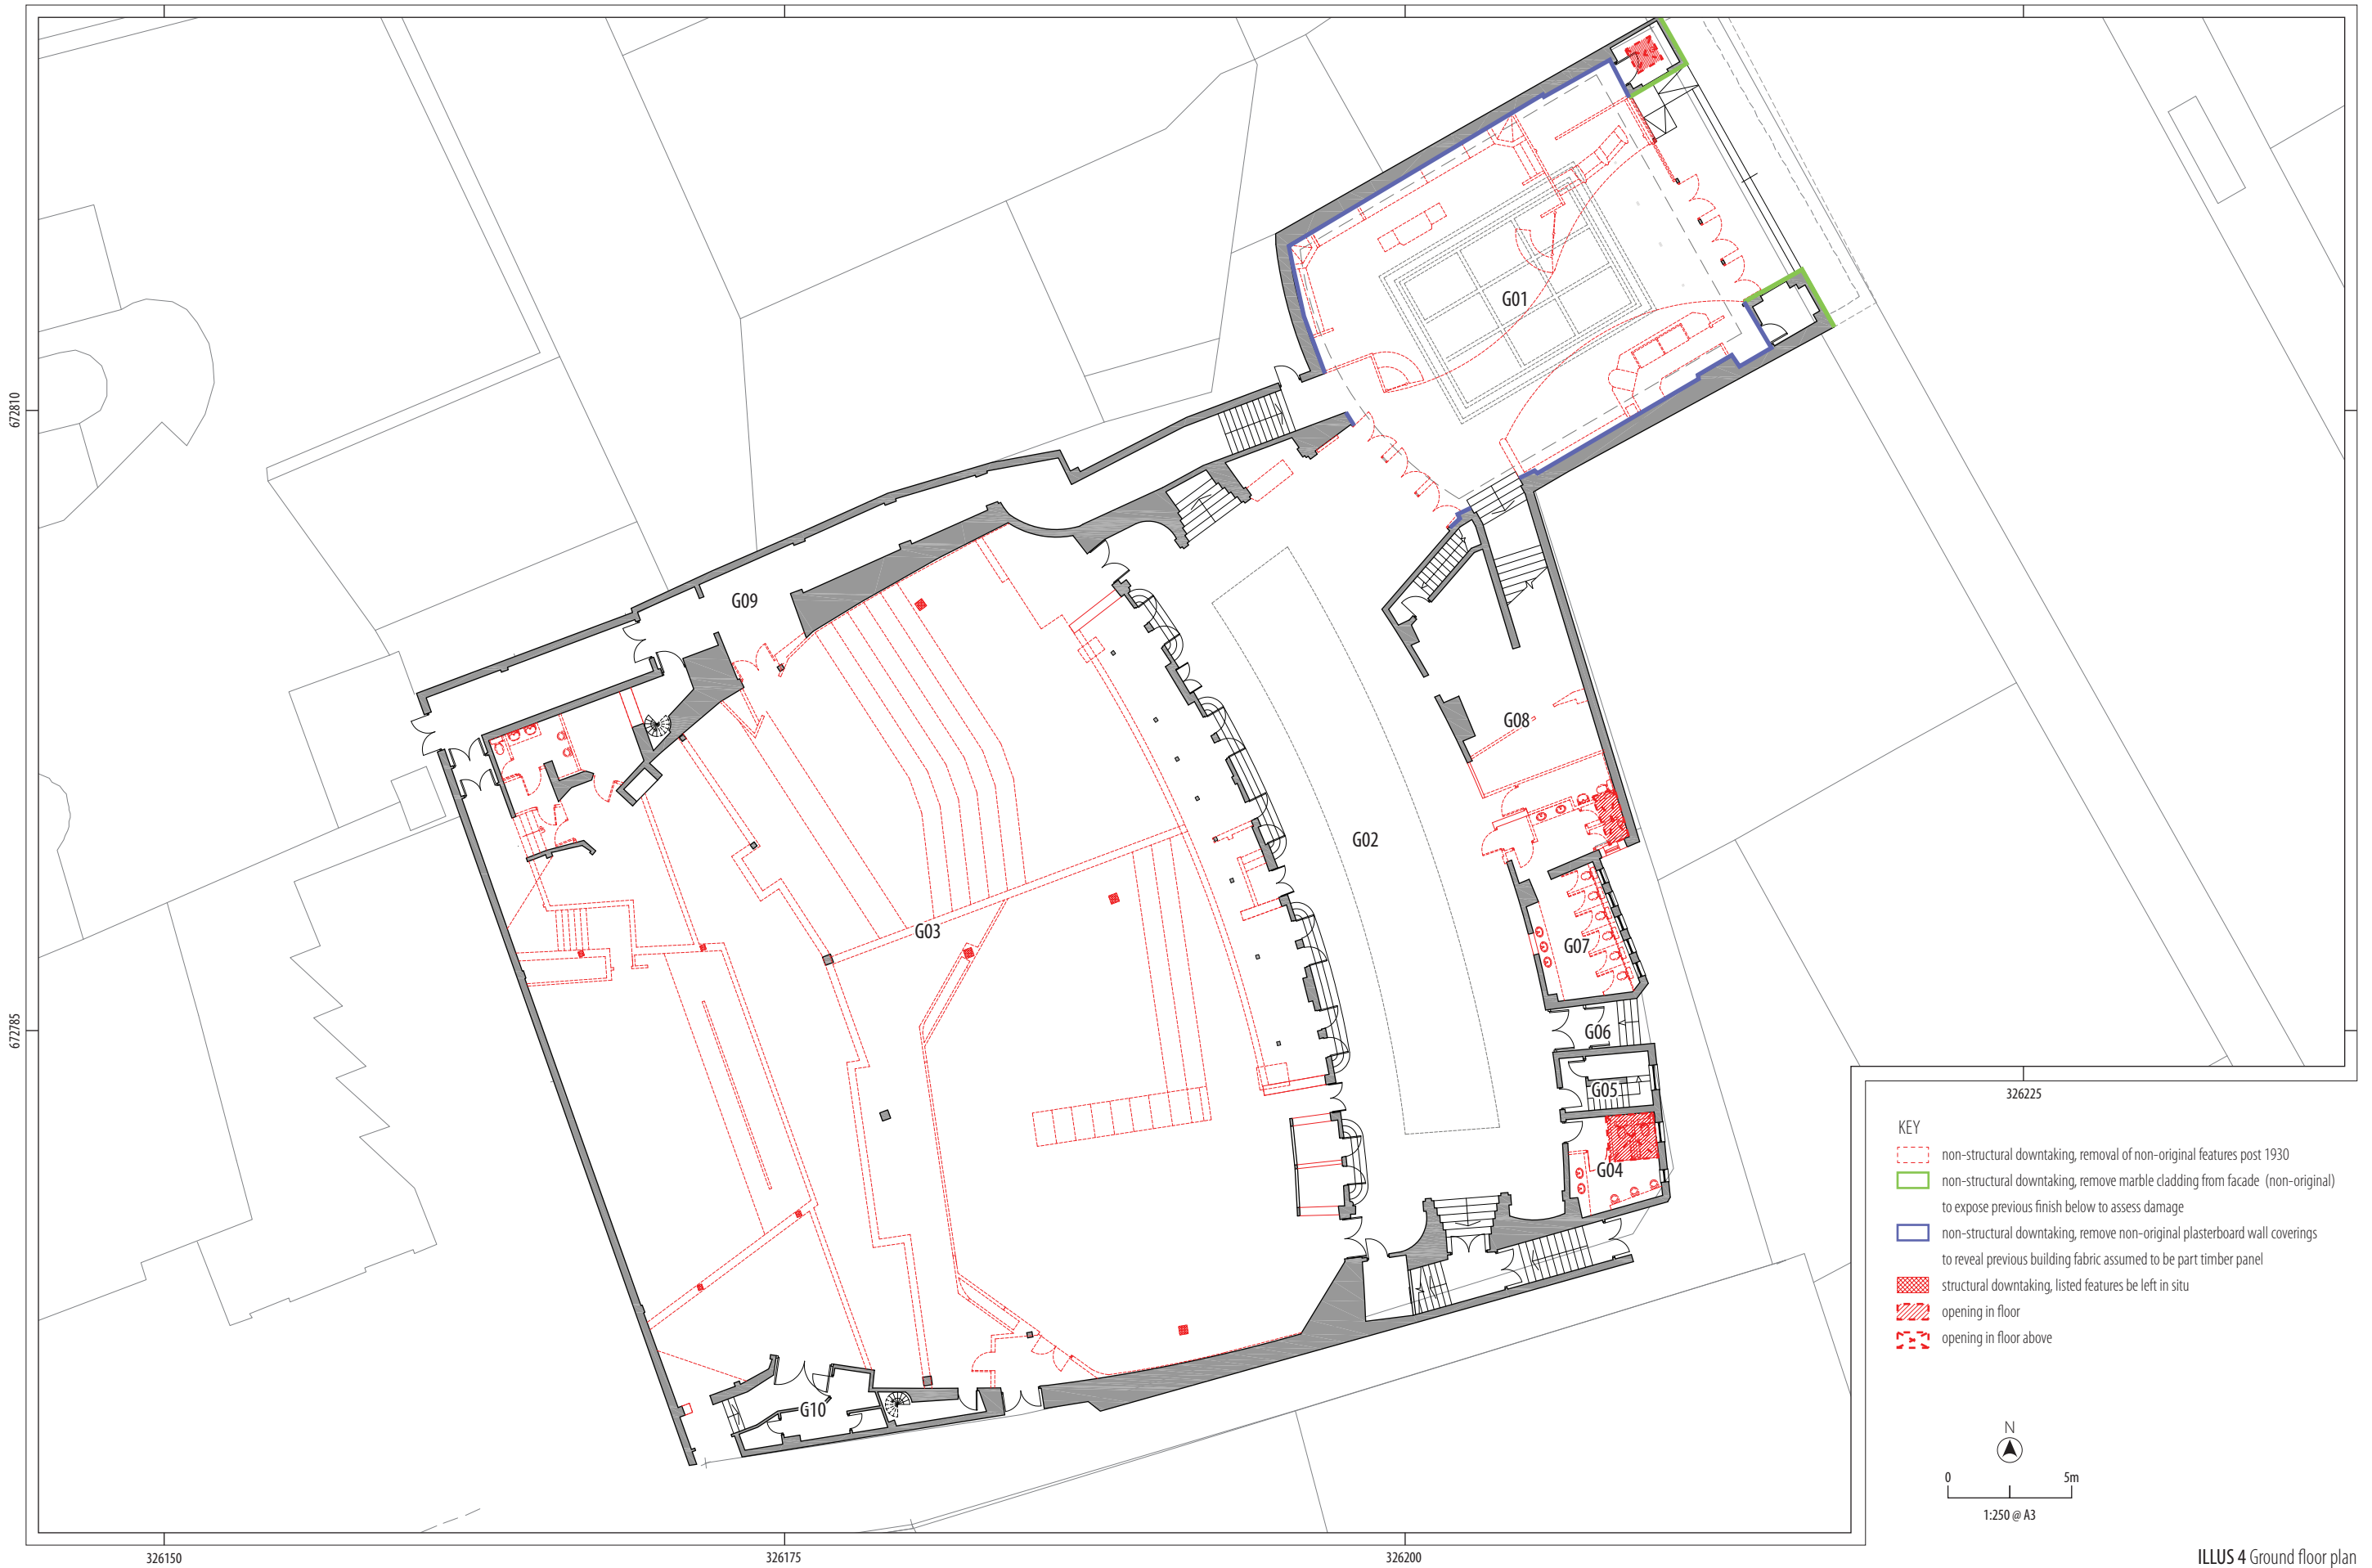 G01
672810
G09
G08
G02
G03
G07
G06
672785
G05
326225
KEY
non-structural downtaking, removal of non-original features post 1930
G04
non-structural downtaking, remove marble cladding from facade (non-original)
to expose previous finish below to assess damage
non-structural downtaking, remove non-original plasterboard wall coverings
to reveal previous building fabric assumed to be part timber panel
structural downtaking, listed features be left in situ
opening in floor
opening in floor above
G10
N
0 5m
1:250 @ A3
326150 326175 326200
ILLUS 4 Ground floor plan